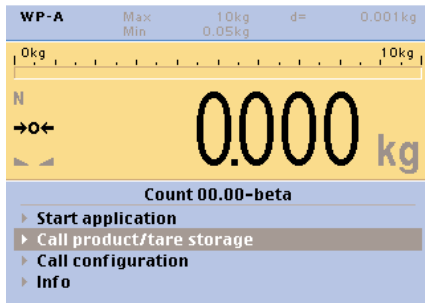 WP-A Max 10kg d= 0.001kg
Min 0.05kg
0kg 10kg
N
→0←
0.000 kg
Count 00.00-beta
Start application
Call product/tare storage
Call configuration
Info